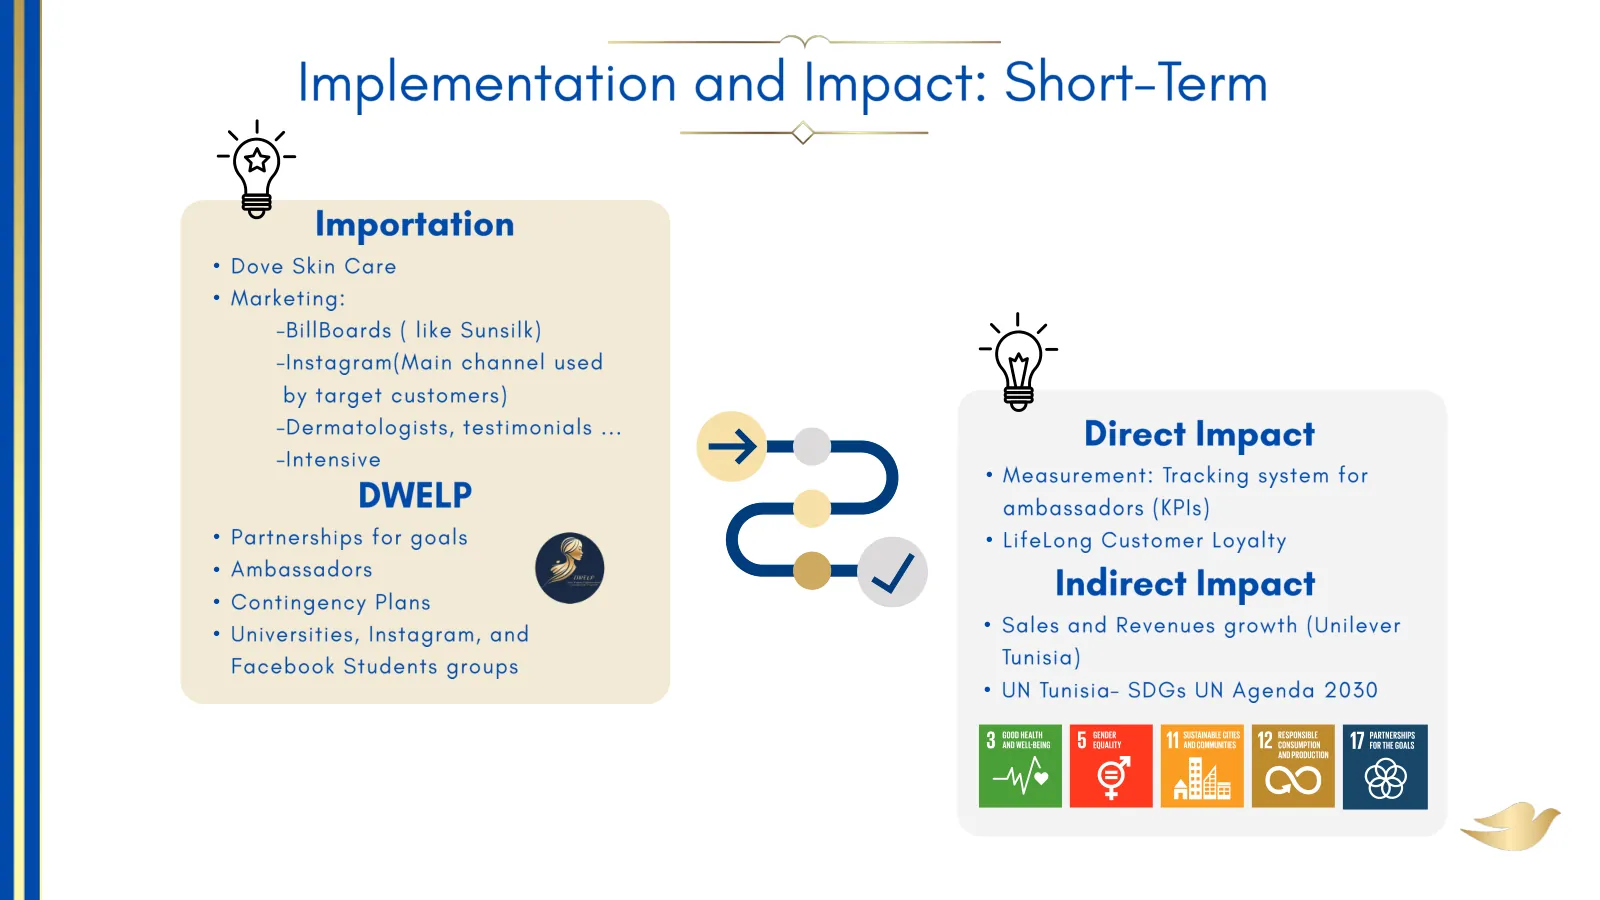 Implementation and Impact: Short-Term
Importation
• Dove Skin Care
• Marketing:
-BillBoards ( like Sunsilk)
-Instagram(Main channel used
by target customers)
-Dermatologists, testimonials ...
-Intensive
DWELP
• Partnerships for goals
• Ambassadors
• Contingency Plans
• Universities, Instagram, and
Facebook Students groups
DWELP
Direct Impact
• Measurement: Tracking system for
ambassadors (KPIs)
• LifeLong Customer Loyalty
Indirect Impact
• Sales and Revenues growth (Unilever
Tunisia)
• UN Tunisia- SDGs UN Agenda 2030
3 GOOD HEALTH
AND WELL-BEING
5 GENDER
EQUALITY
11 SUSTAINABLE CITIES
AND COMMUNITIES
12 RESPONSIBLE
CONSUMPTION
AND PRODUCTION
17 PARTNERSHIPS
FOR THE GOALS